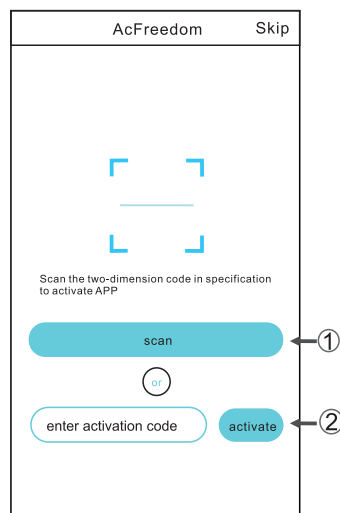 AcFreedom Skip
Scan the two-dimension code in specification
to activate APP
scan ①
or
enter activation code activate ②